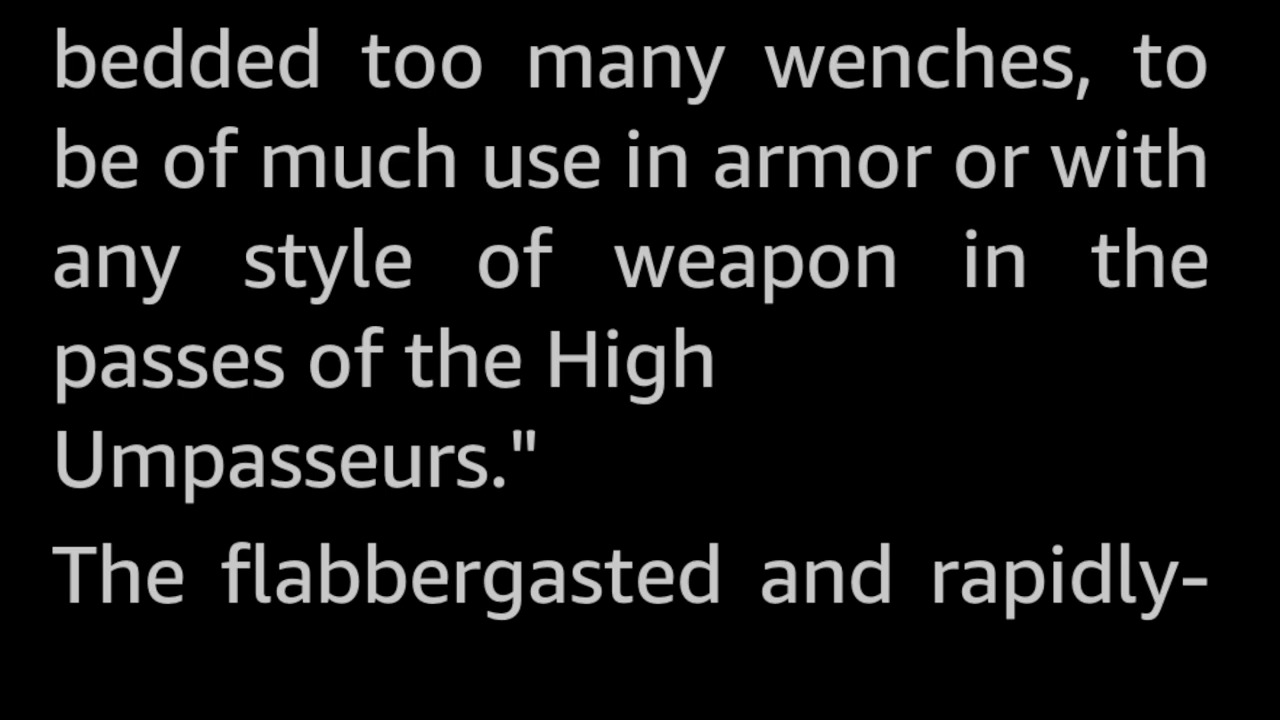 bedded too many wenches, to
be of much use in armor or with
any style of weapon in the
passes of the High
Umpasseurs."
The flabbergasted and rapidly-